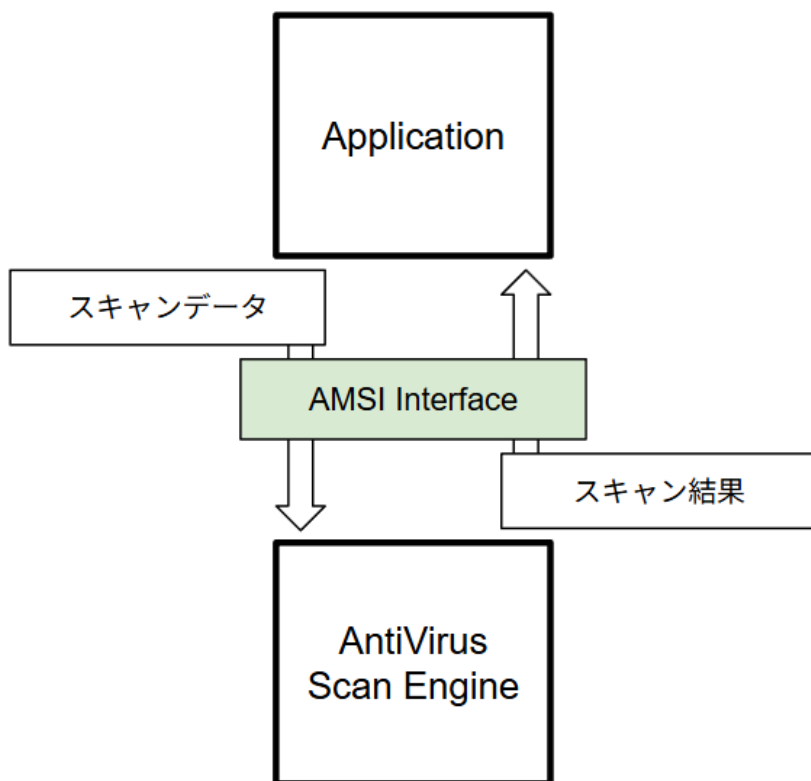 Application
スキャンデータ
AMSI Interface
スキャン結果
AntiVirus
Scan Engine